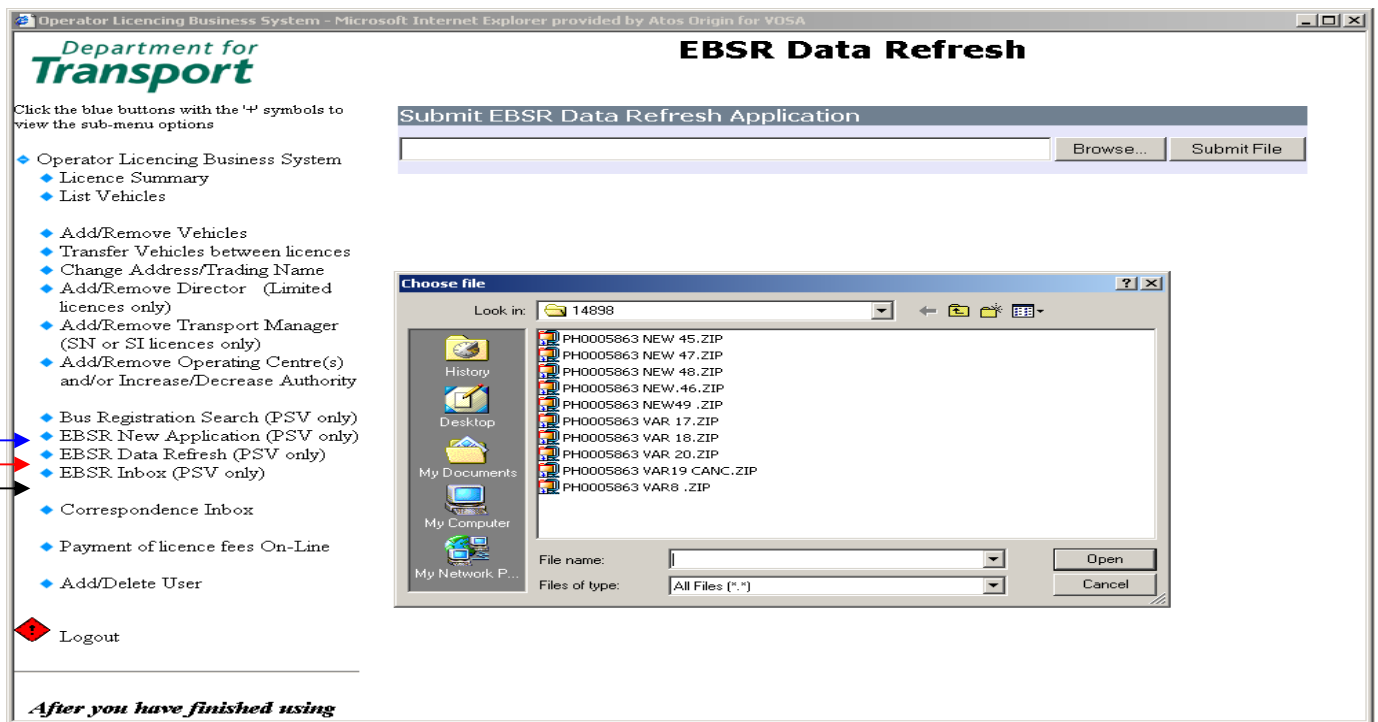 Operator Licencing Business System - Microsoft Internet Explorer provided by Atos Origin for VOSA
Department for
Transport
EBSR Data Refresh
Click the blue buttons with the '+' symbols to
view the sub-menu options
Operator Licencing Business System
Licence Summary
List Vehicles
Add/Remove Vehicles
Transfer Vehicles between licences
Change Address/Trading Name
Add/Remove Director (Limited
licences only)
Add/Remove Transport Manager
(SN or SI licences only)
Add/Remove Operating Centre(s)
and/or Increase/Decrease Authority
Bus Registration Search (PSV only)
EBSR New Application (PSV only)
EBSR Data Refresh (PSV only)
EBSR Inbox (PSV only)
Correspondence Inbox
Payment of licence fees On-Line
Add/Delete User
Logout
After you have finished using
Submit EBSR Data Refresh Application
Browse... Submit File
Choose file
Look in: 14898
History
Desktop
My Documents
My Computer
My Network P...
PH0005863 NEW 45.ZIP
PH0005863 NEW 47.ZIP
PH0005863 NEW 48.ZIP
PH0005863 NEW.46.ZIP
PH0005863 NEW49 .ZIP
PH0005863 VAR 17.ZIP
PH0005863 VAR 18.ZIP
PH0005863 VAR 20.ZIP
PH0005863 VAR19 CANC.ZIP
PH0005863 VAR8 .ZIP
File name: Open
Files of type: All Files (*.*) Cancel